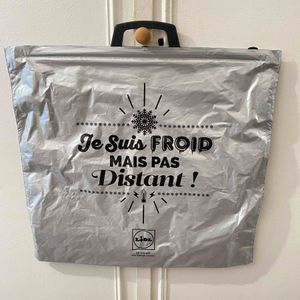 Je Suis FROID
MAIS PAS
Distant !
LIDL